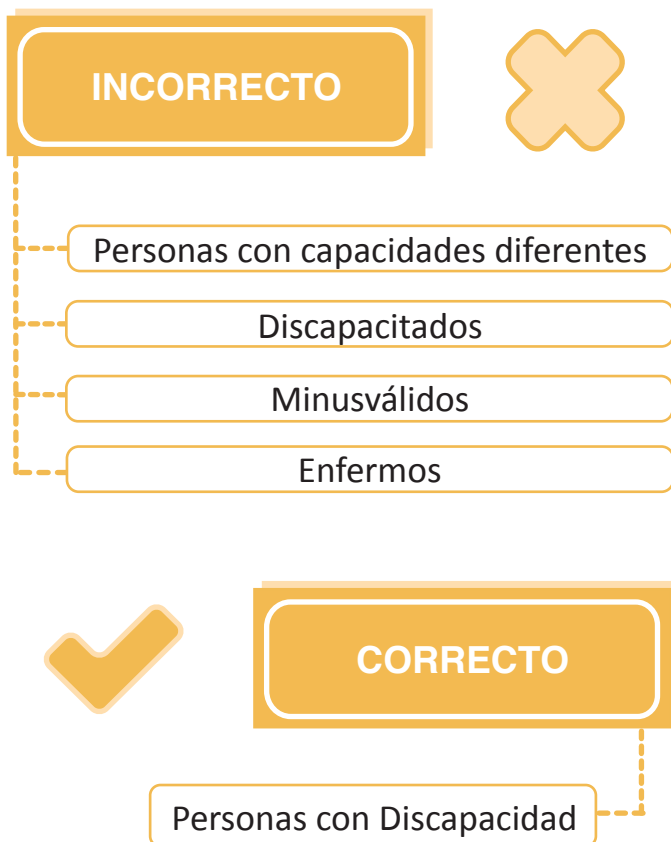 INCORRECTO
Personas con capacidades diferentes
Discapacitados
Minusválidos
Enfermos
CORRECTO
Personas con Discapacidad